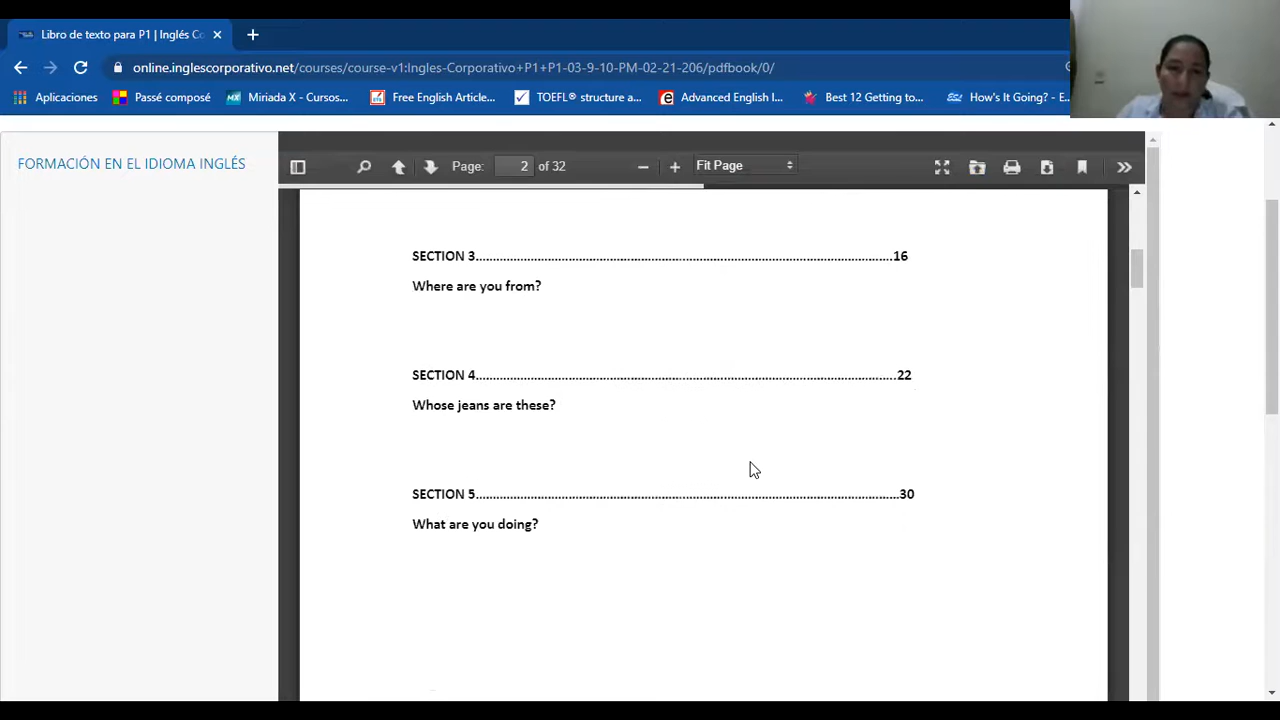 Libro de texto para P1 | Inglés Co
online.inglescorporativo.net/courses/course-v1:Ingles-Corporativo+P1+P1-03-9-10-PM-02-21-206/pdfbook/0/
Aplicaciones Passé composé Miriada X - Cursos... Free English Article... TOEFL® structure a... Advanced English I... Best 12 Getting to... How's It Going? - E...
FORMACIÓN EN EL IDIOMA INGLÉS
Page: 2 of 32 Fit Page
SECTION 3........................................................................................................................16
Where are you from?
SECTION 4........................................................................................................................22
Whose jeans are these?
SECTION 5........................................................................................................................30
What are you doing?